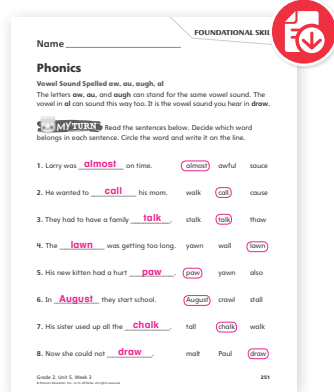 FOUNDATIONAL SKIL
Name
Phonics
Vowel Sound Spelled aw, au, augh, al
The letters aw, au, and augh can stand for the same vowel sound. The
vowel in al can sound this way too. It is the vowel sound you hear in draw.
MY TURN Read the sentences below. Decide which word
belongs in each sentence. Circle the word and write it on the line.
1. Larry was almost on time. almost awful sauce
2. He wanted to call his mom. walk call cause
3. They had to have a family talk. stalk talk thaw
4. The lawn was getting too long. yawn wall lawn
5. His new kitten had a hurt paw. paw yawn also
6. In August they start school. August crawl stall
7. His sister used up all the chalk. tall chalk walk
8. Now she could not draw. malt Paul draw
Grade 2, Unit 5, Week 3 251